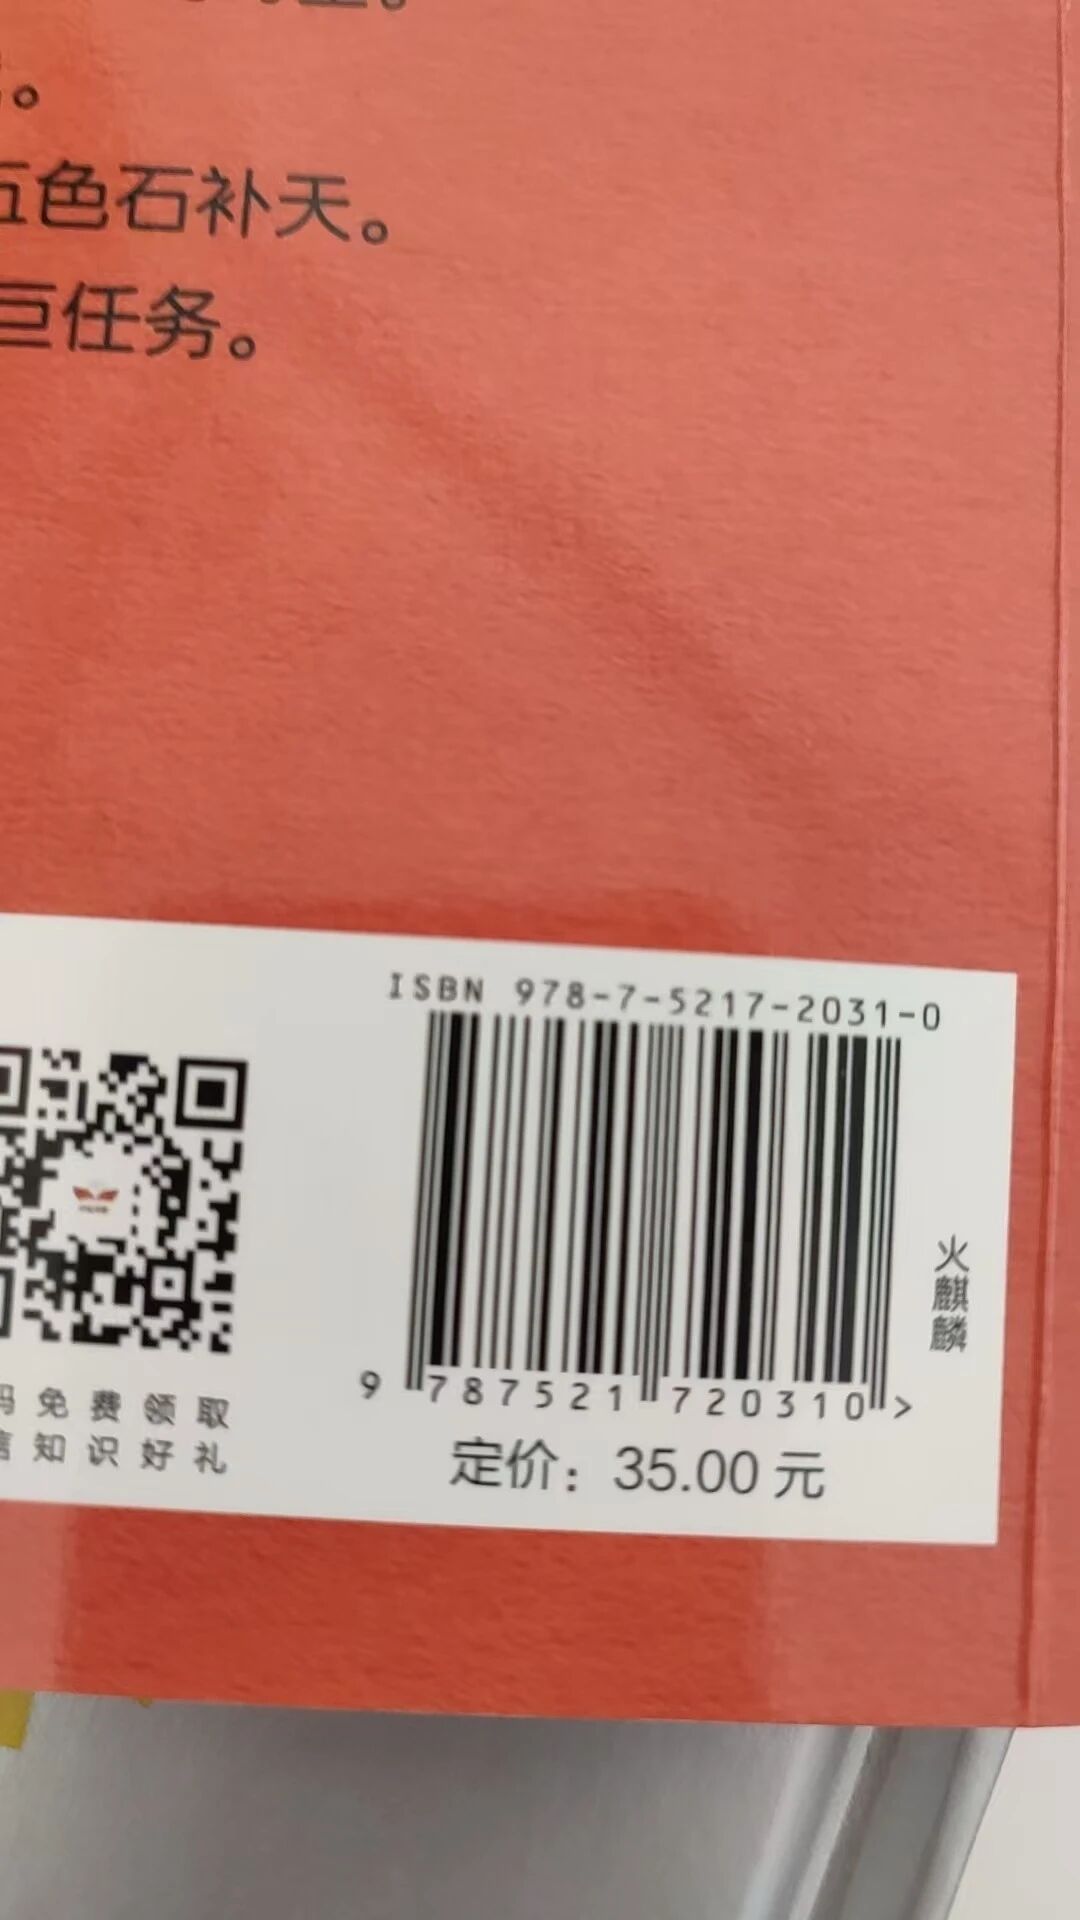 。
五色石补天。
巨任务。
ISBN 978-7-5217-2031-0
9 787521 720310 >
火麒麟
定价：35.00 元
码免费领取
知识好礼